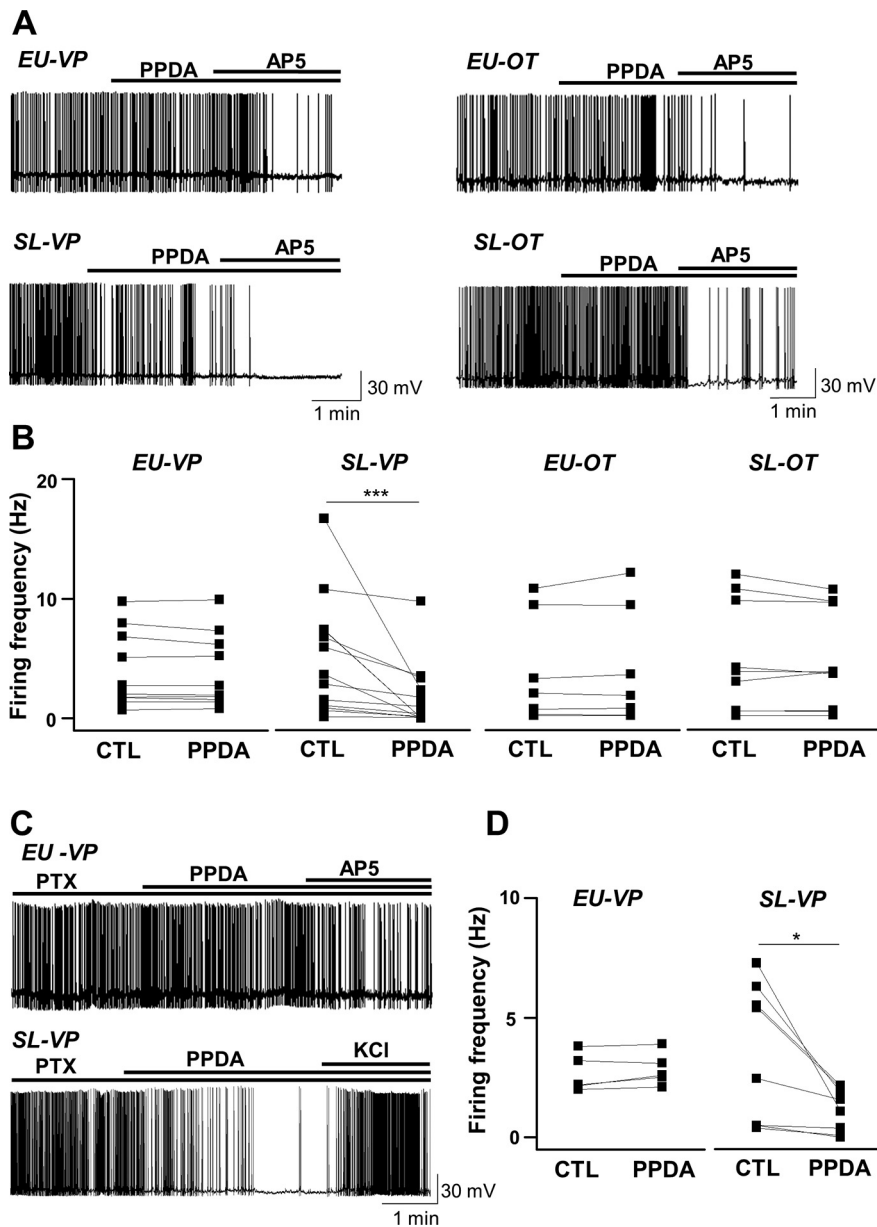 A
EU-VP
PPDA
AP5
EU-OT
PPDA
AP5
SL-VP
PPDA
AP5
SL-OT
PPDA
AP5
30 mV
1 min
30 mV
1 min
B
EU-VP
SL-VP
EU-OT
SL-OT
Firing frequency (Hz)
20
10
0
***
CTL PPDA
CTL PPDA
CTL PPDA
CTL PPDA
C
EU -VP
PTX
PPDA
AP5
SL-VP
PTX
PPDA
KCl
30 mV
1 min
D
EU-VP
SL-VP
Firing frequency (Hz)
10
5
0
*
CTL PPDA
CTL PPDA